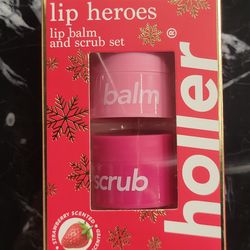 lip heroes
lip balm
and scrub set
balm
scrub
holler®
STRAWBERRY SCENTED